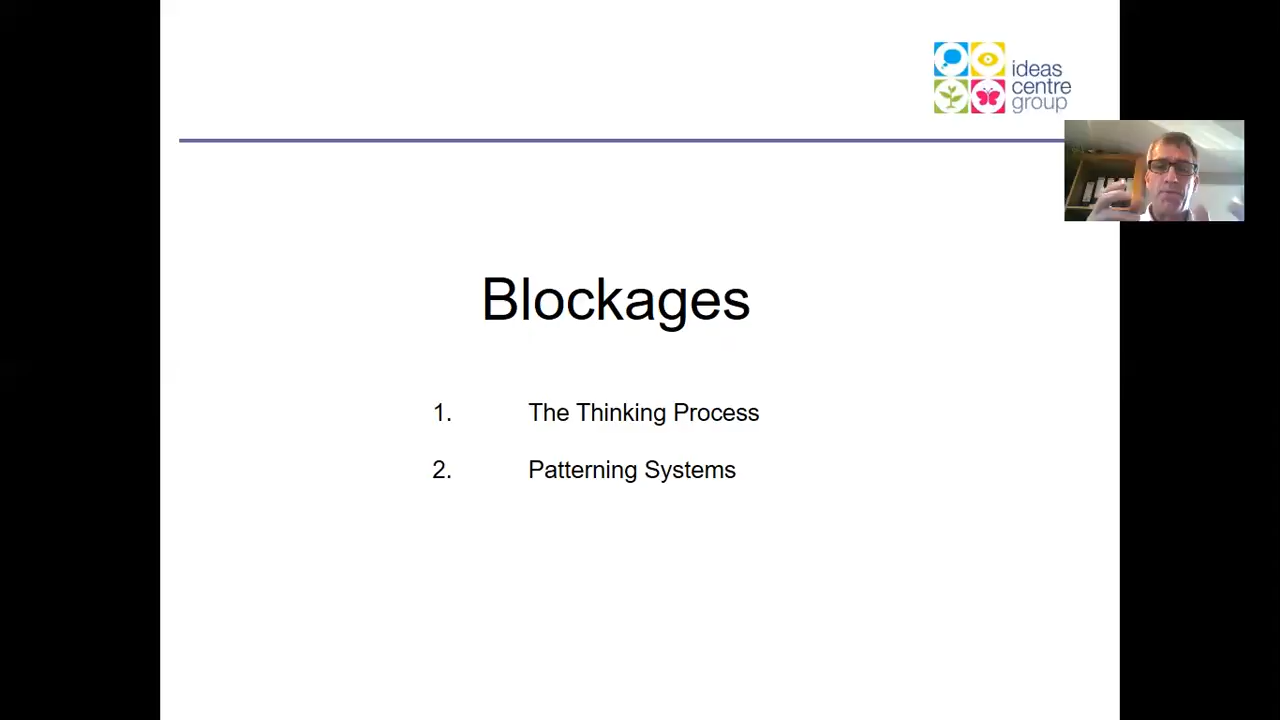 ideas
centre
group
Blockages
1. The Thinking Process
2. Patterning Systems